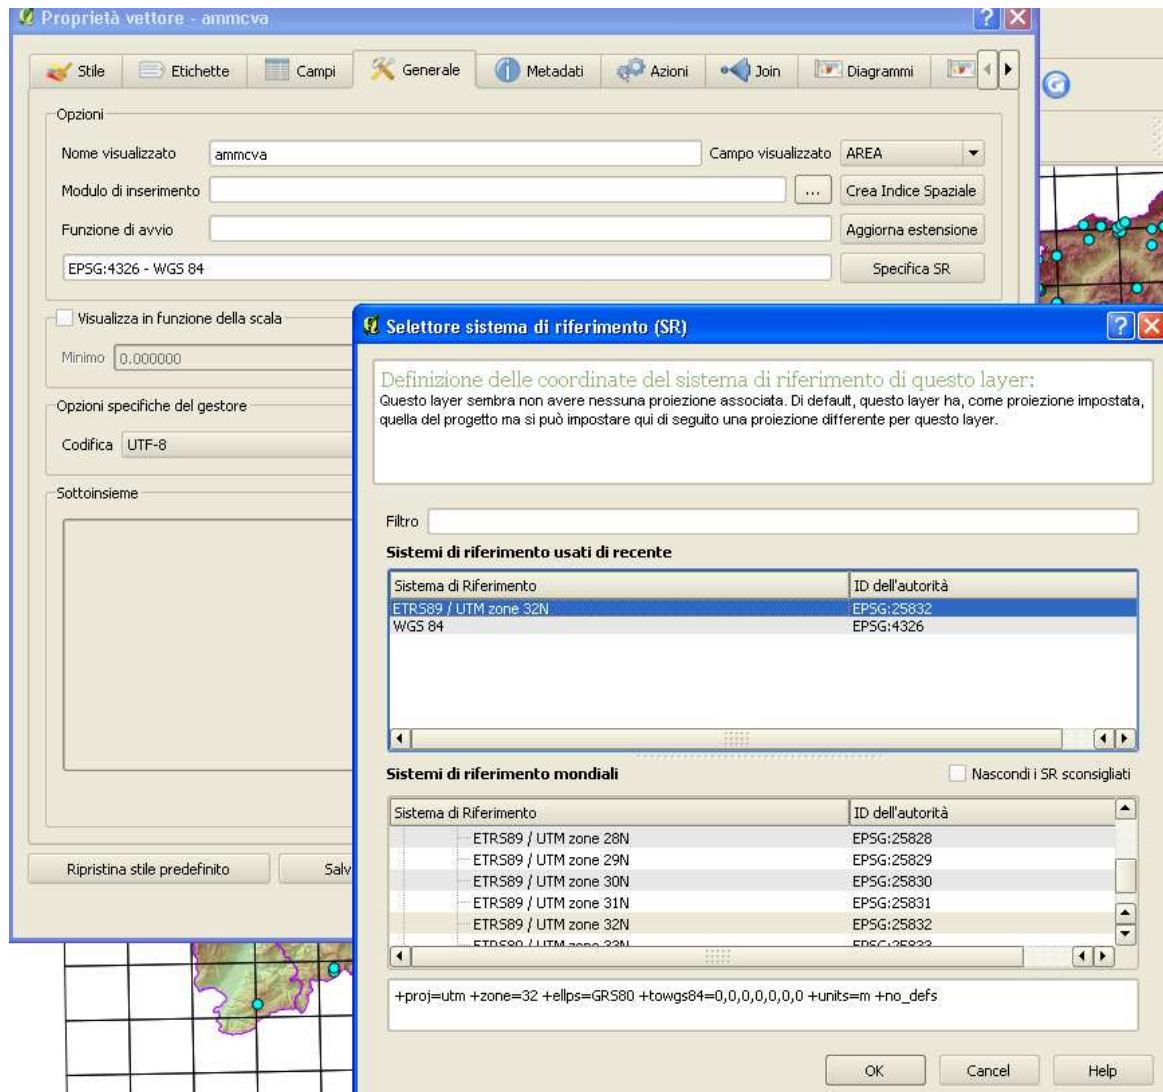 Proprietà vettore - ammcva
Stile Etichette Campi Generale Metadati Azioni Join Diagrammi
Opzioni
Nome visualizzato ammcva Campo visualizzato AREA
Modulo di inserimento ... Crea Indice Spaziale
Funzione di avvio Aggiorna estensione
EPSG:4326 - WGS 84 Specifica SR
Visualizza in funzione della scala
Minimo 0,000000
Opzioni specifiche del gestore
Codifica UTF-8
Sottoinsieme
Ripristina stile predefinito Salv
Selettore sistema di riferimento (SR)
Definizione delle coordinate del sistema di riferimento di questo layer:
Questo layer sembra non avere nessuna proiezione associata. Di default, questo layer ha, come proiezione impostata,
quella del progetto ma si può impostare qui di seguito una proiezione differente per questo layer.
Filtro
Sistemi di riferimento usati di recente
Sistema di Riferimento ID dell'autorità
ETRS89 / UTM zone 32N EPSG:25832
WGS 84 EPSG:4326
Sistemi di riferimento mondiali Nascondi i SR sconsigliati
Sistema di Riferimento ID dell'autorità
ETRS89 / UTM zone 28N EPSG:25828
ETRS89 / UTM zone 29N EPSG:25829
ETRS89 / UTM zone 30N EPSG:25830
ETRS89 / UTM zone 31N EPSG:25831
ETRS89 / UTM zone 32N EPSG:25832
ETRS89 / UTM zone 33N EPSG:25833
+proj=utm +zone=32 +ellps=GRS80 +towgs84=0,0,0,0,0,0,0 +units=m +no_defs
OK Cancel Help